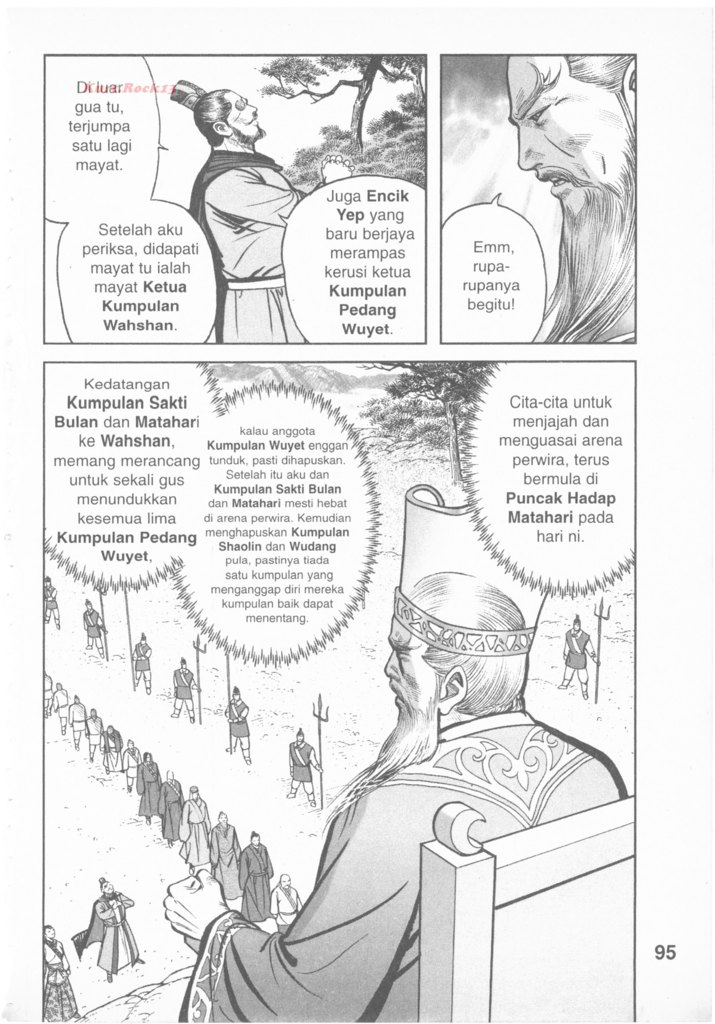 Di luar
gua tu,
terjumpa
satu lagi
mayat.
Setelah aku
periksa, didapati
mayat tu ialah
mayat Ketua
Kumpulan
Wahshan.
Juga Encik
Yep yang
baru berjaya
merampas
kerusi ketua
Kumpulan
Pedang
Wuyet.
Emm,
rupa-
rupanya
begitu!
Kedatangan
Kumpulan Sakti
Bulan dan Matahari
ke Wahshan,
memang merancang
untuk sekali gus
menundukkan
kesemua lima
Kumpulan Pedang
Wuyet,
kalau anggota
Kumpulan Wuyet enggan
tunduk, pasti dihapuskan.
Setelah itu aku dan
Kumpulan Sakti Bulan
dan Matahari mesti hebat
di arena perwira. Kemudian
menghapuskan Kumpulan
Shaolin dan Wudang
pula, pastinya tiada
satu kumpulan yang
menganggap diri mereka
kumpulan baik dapat
menentang.
Cita-cita untuk
menjajah dan
menguasai arena
perwira, terus
bermula di
Puncak Hadap
Matahari pada
hari ni.
95